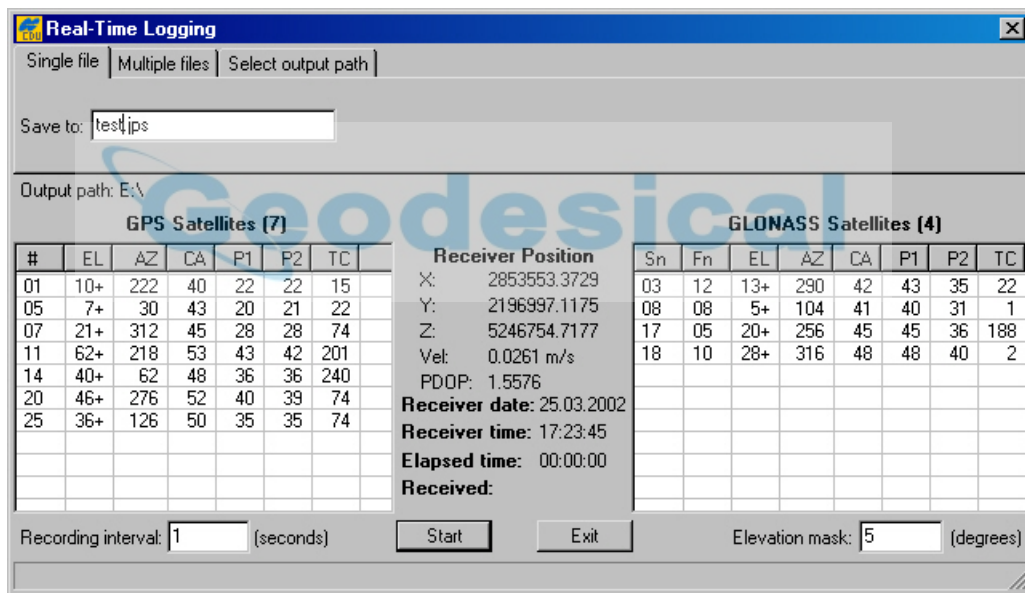 CDU Real-Time Logging
Single file Multiple files Select output path
Save to: test.jps
Output path: E:\
Geodesical
GPS Satellites (7)
GLONASS Satellites (4)
# EL AZ CA P1 P2 TC
01 10+ 222 40 22 22 15
05 7+ 30 43 20 21 22
07 21+ 312 45 28 28 74
11 62+ 218 53 43 42 201
14 40+ 62 48 36 36 240
20 46+ 276 52 40 39 74
25 36+ 126 50 35 35 74
Receiver Position
X: 2853553.3729
Y: 2196997.1175
Z: 5246754.7177
Vel: 0.0261 m/s
PDOP: 1.5576
Receiver date: 25.03.2002
Receiver time: 17:23:45
Elapsed time: 00:00:00
Received:
Sn Fn EL AZ CA P1 P2 TC
03 12 13+ 290 42 43 35 22
08 08 5+ 104 41 40 31 1
17 05 20+ 256 45 45 36 188
18 10 28+ 316 48 48 40 2
Recording interval: 1 (seconds)
Start
Exit
Elevation mask: 5 (degrees)